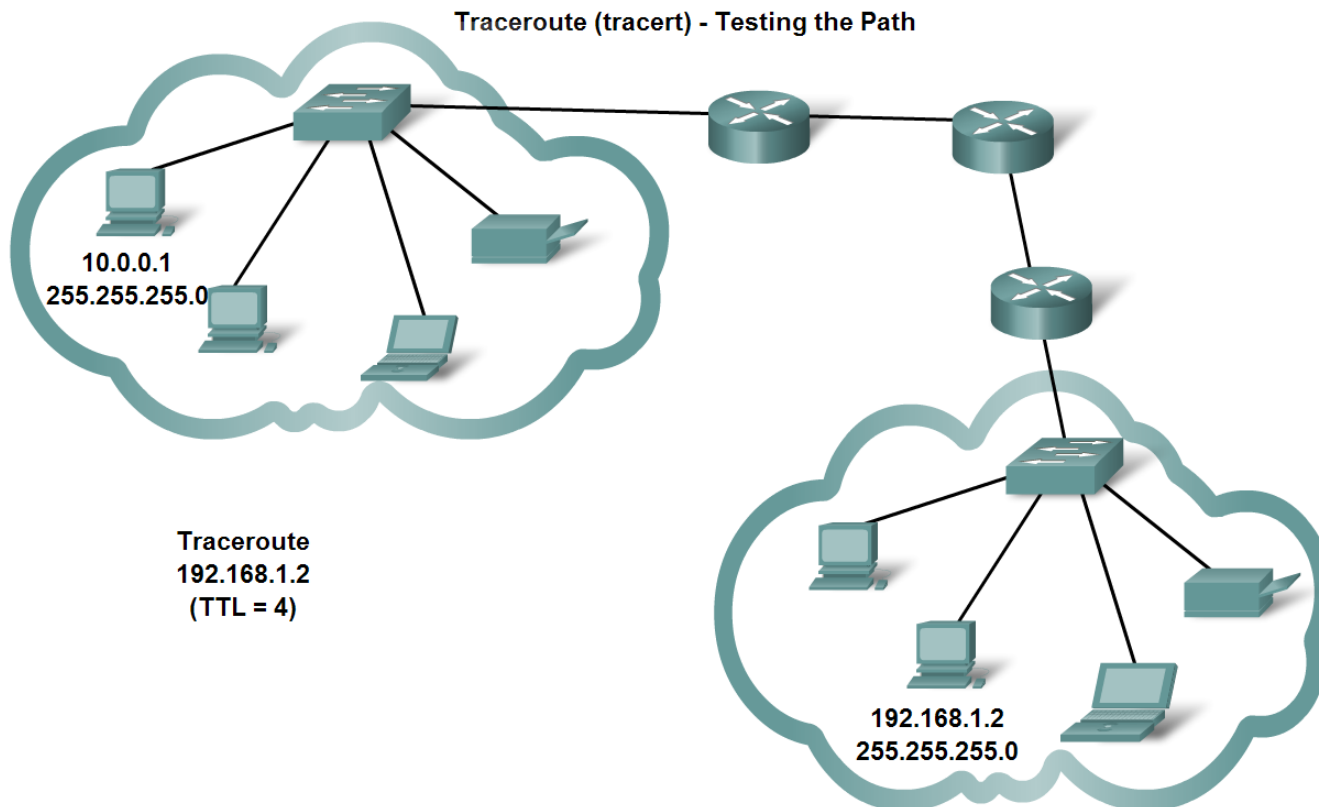 Traceroute (tracert) - Testing the Path
10.0.0.1
255.255.255.0
Traceroute
192.168.1.2
(TTL = 4)
192.168.1.2
255.255.255.0